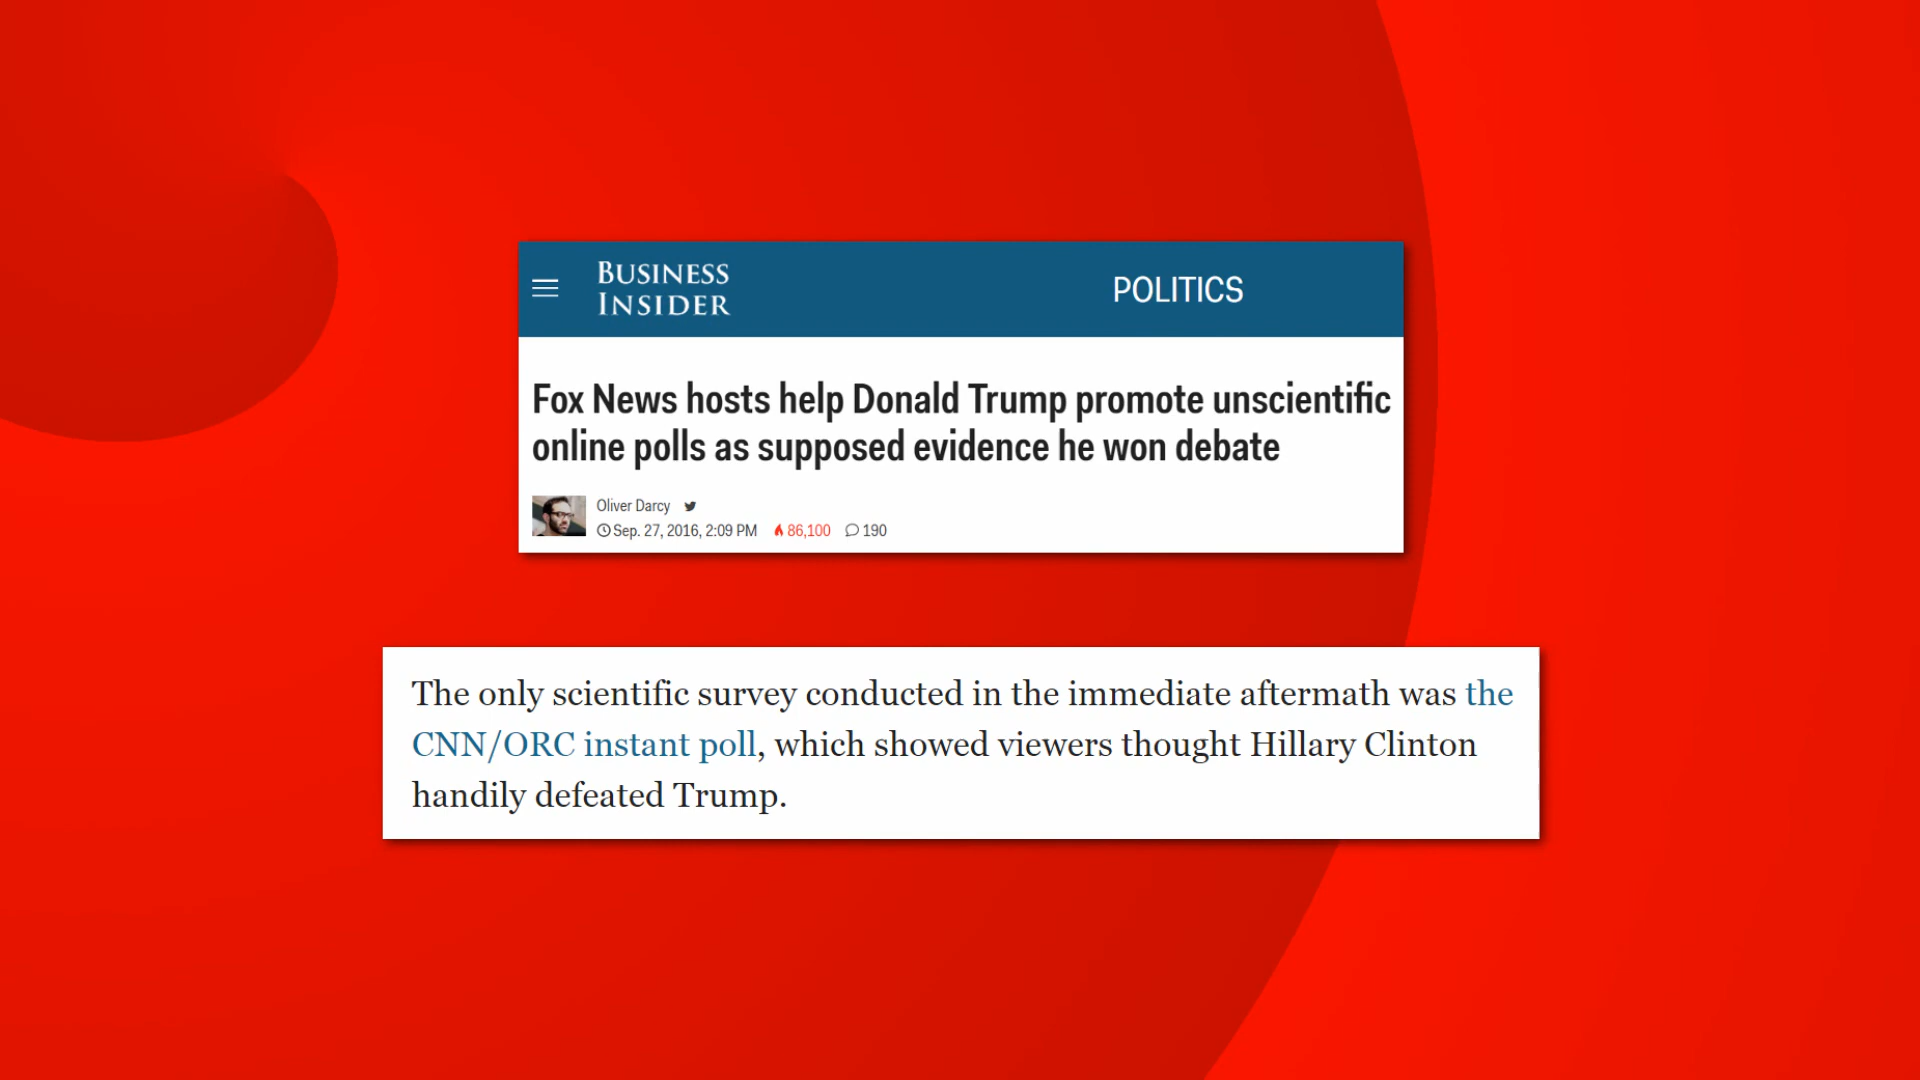 BUSINESS
INSIDER
POLITICS
Fox News hosts help Donald Trump promote unscientific
online polls as supposed evidence he won debate
Oliver Darcy
Sep. 27, 2016, 2:09 PM 86,100 190
The only scientific survey conducted in the immediate aftermath was the
CNN/ORC instant poll, which showed viewers thought Hillary Clinton
handily defeated Trump.